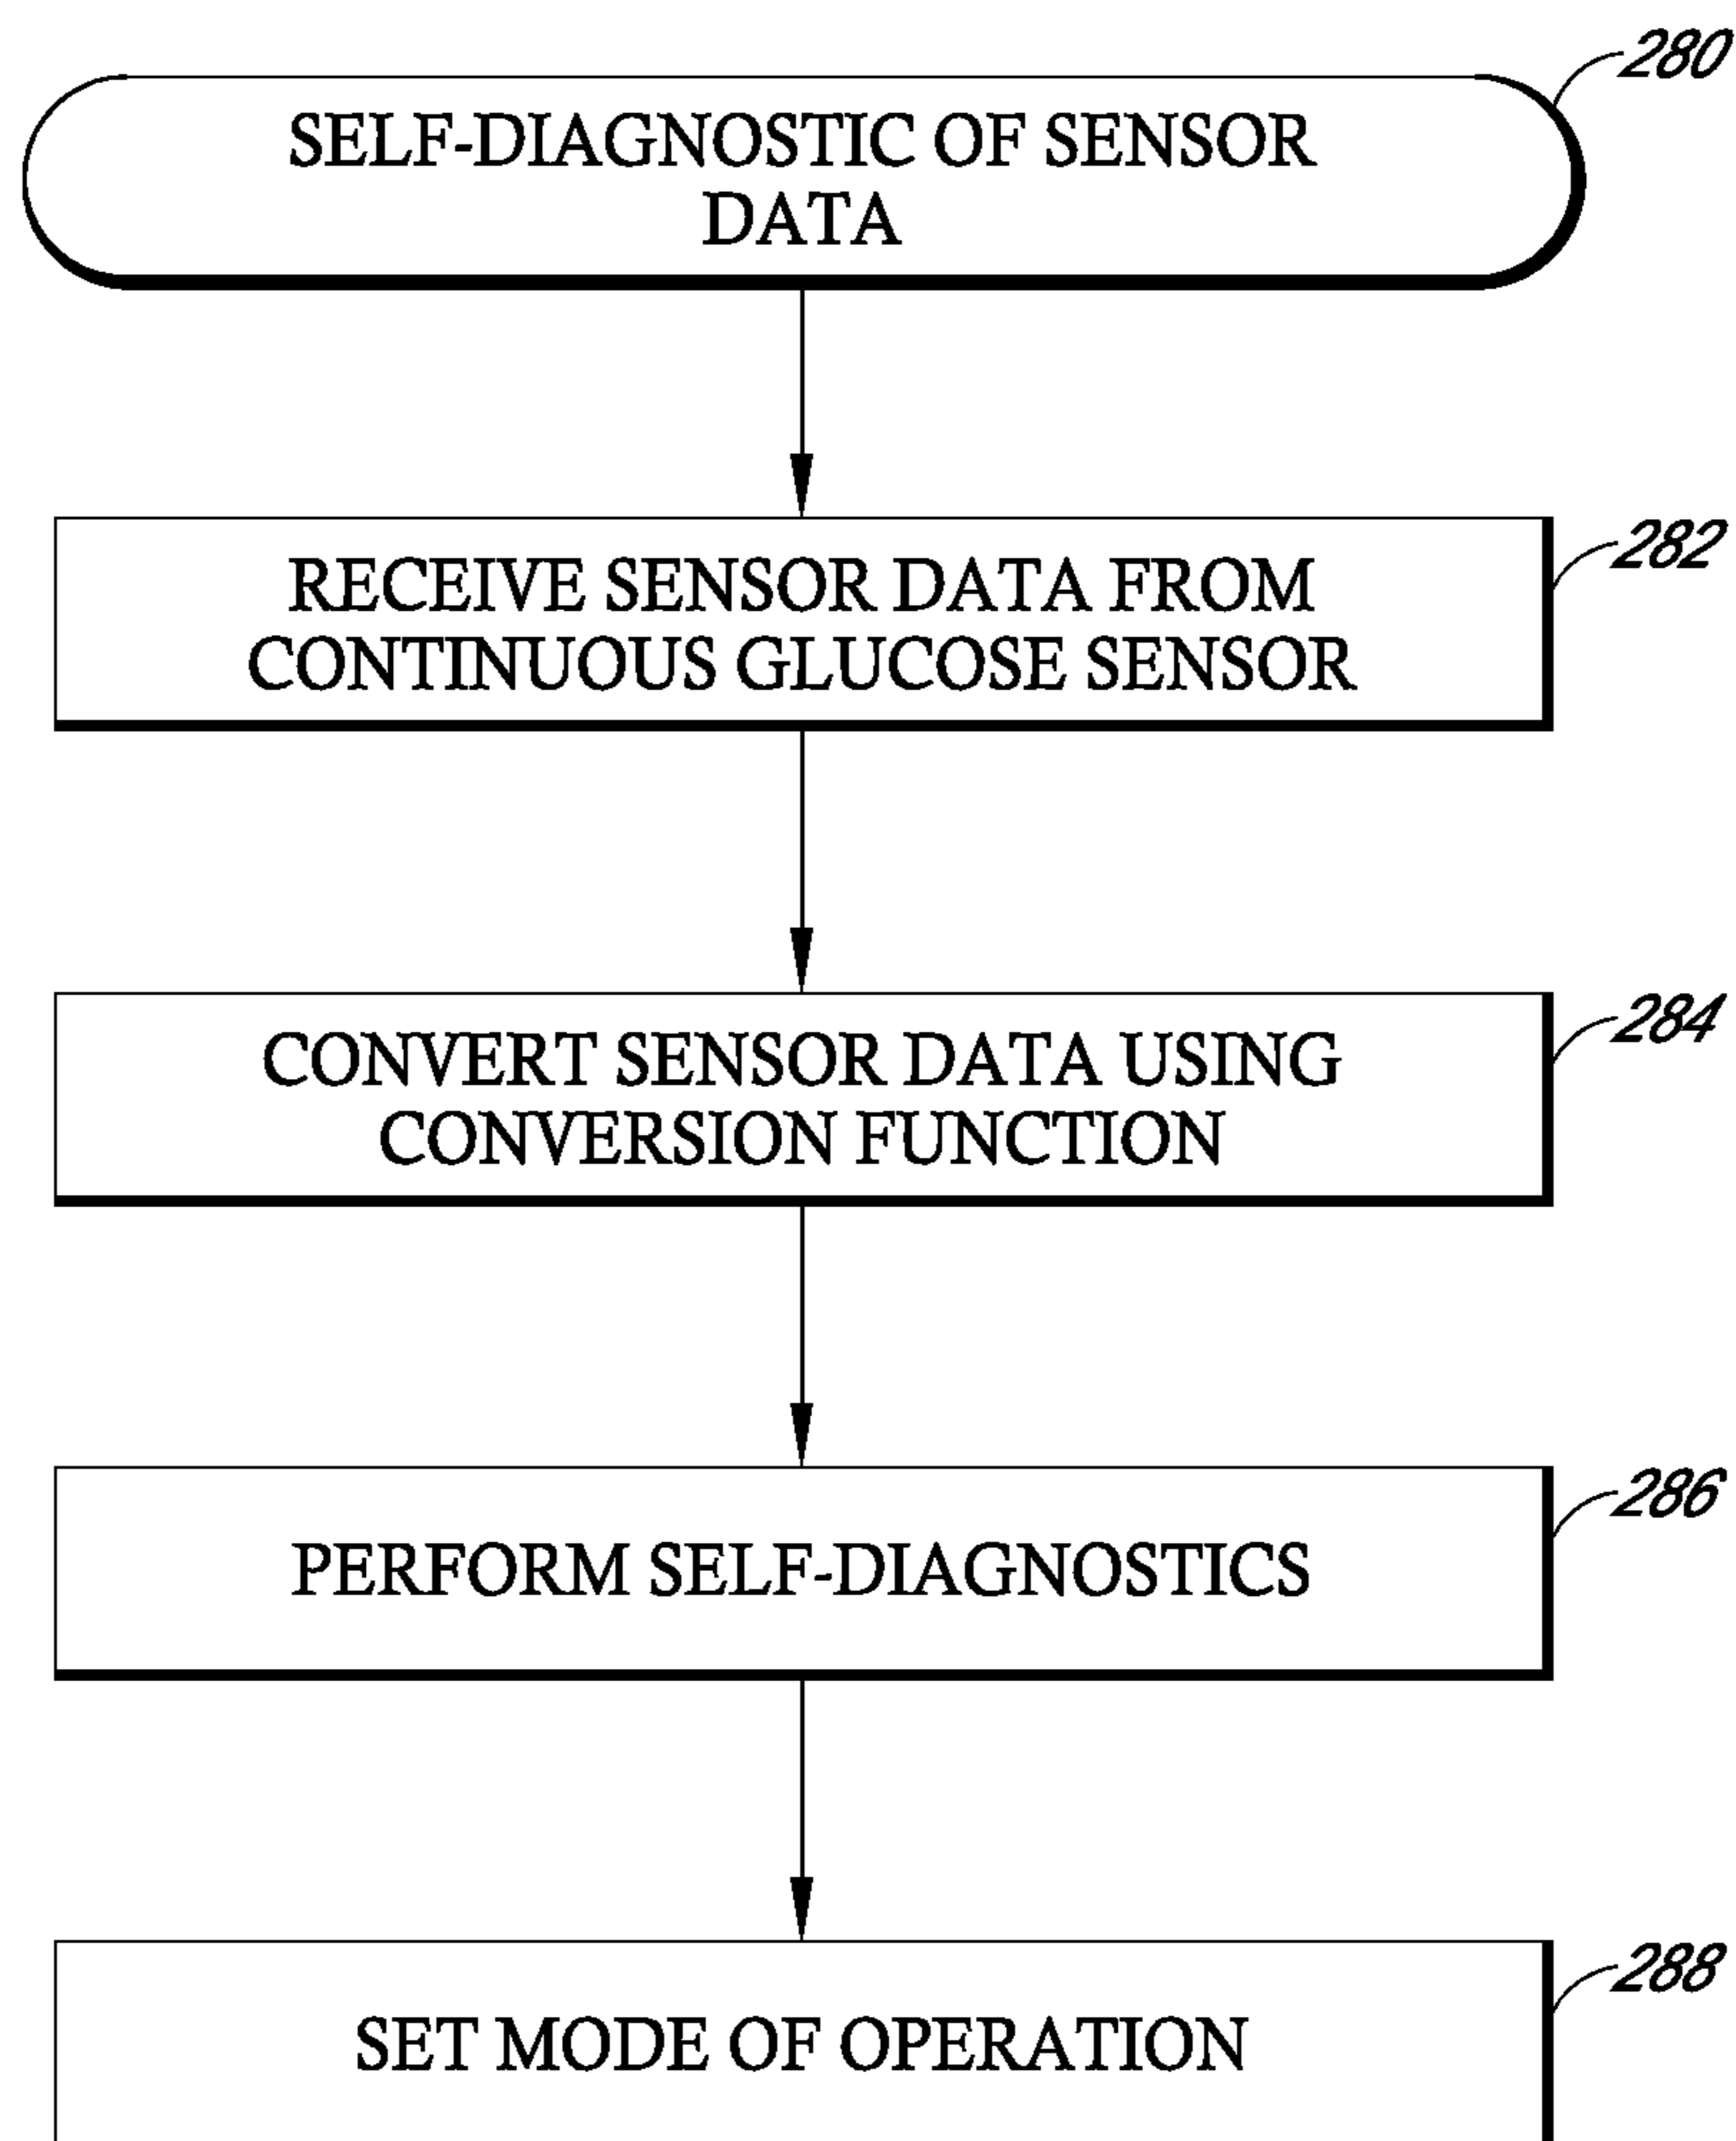 280
SELF-DIAGNOSTIC OF SENSOR
DATA
282
RECEIVE SENSOR DATA FROM
CONTINUOUS GLUCOSE SENSOR
284
CONVERT SENSOR DATA USING
CONVERSION FUNCTION
286
PERFORM SELF-DIAGNOSTICS
288
SET MODE OF OPERATION